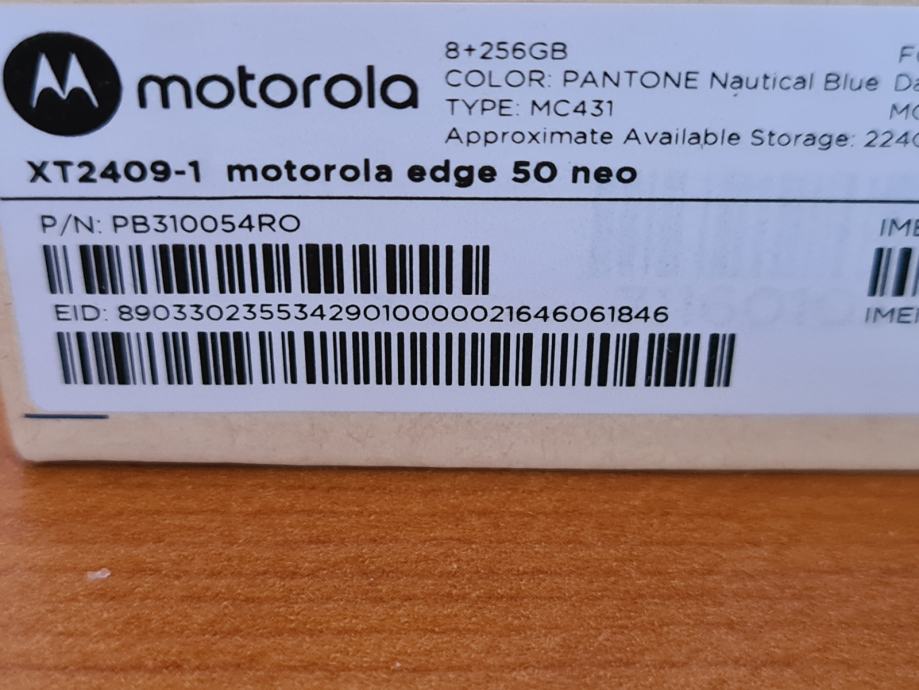 motorola
8+256GB
COLOR: PANTONE Nautical Blue
TYPE: MC431
Approximate Available Storage:
XT2409-1 motorola edge 50 neo
P/N: PB310054RO
EID: 89033023553429010000021646061846